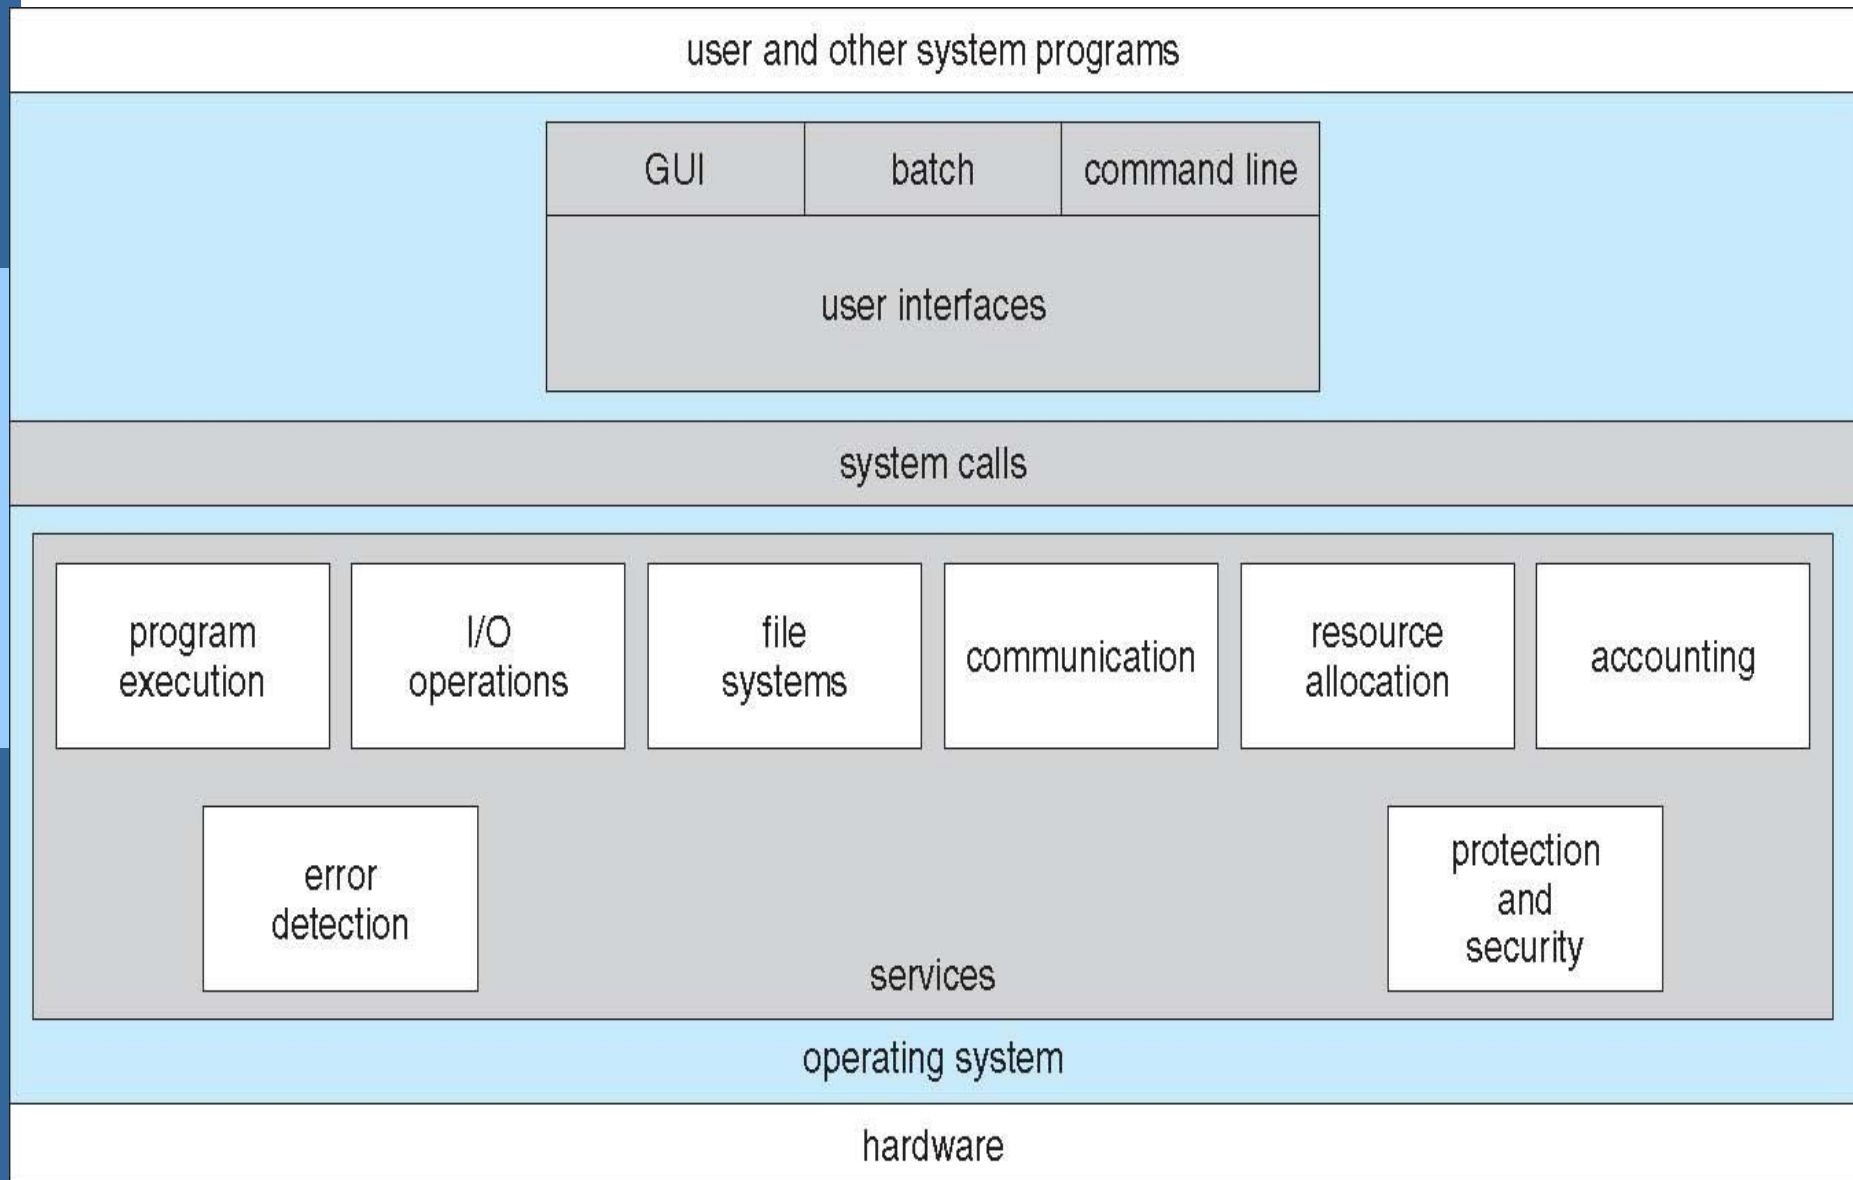 user and other system programs
GUI
batch
command line
user interfaces
system calls
program
execution
I/O
operations
file
systems
communication
resource
allocation
accounting
error
detection
protection
and
security
services
operating system
hardware